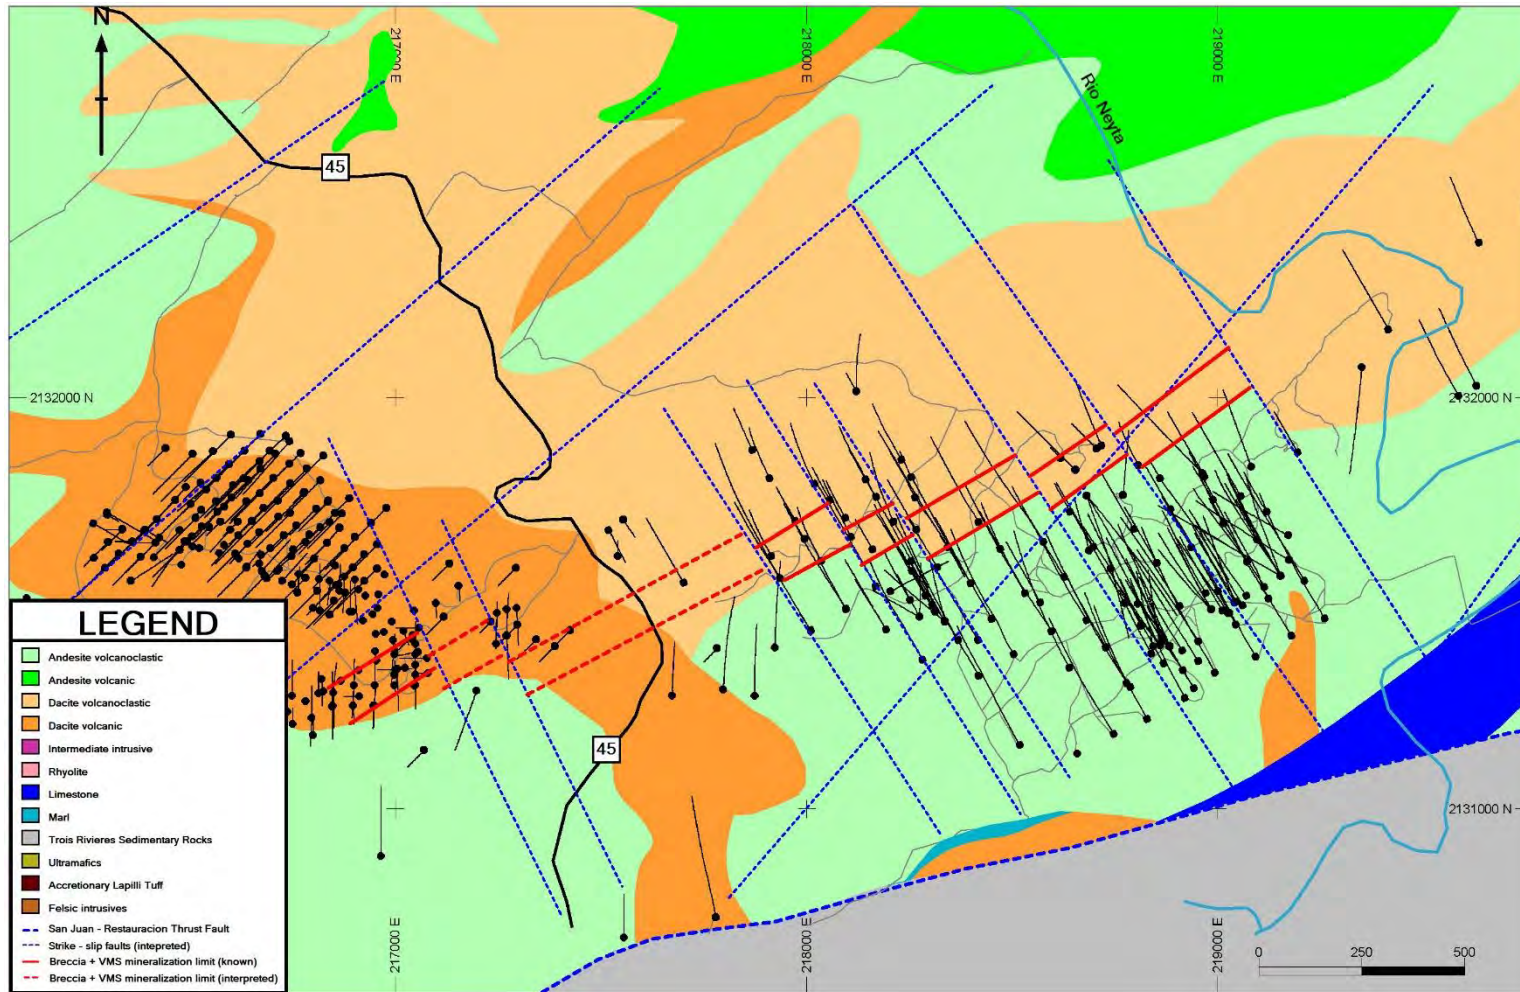 N
217000 E
218000 E
219000 E
Rio Neyta
45
2132000 N
2132000 N
LEGEND
Andesite volcanoclastic
Andesite volcanic
Dacite volcanoclastic
Dacite volcanic
Intermediate intrusive
Rhyolite
Limestone
Marl
Trois Rivieres Sedimentary Rocks
Ultramafics
Accretionary Lapilli Tuff
Felsic intrusives
San Juan - Restauracion Thrust Fault
Strike - slip faults (intepreted)
Breccia + VMS mineralization limit (known)
Breccia + VMS mineralization limit (interpreted)
45
2131000 N
217000 E
218000 E
219000 E
0 250 500